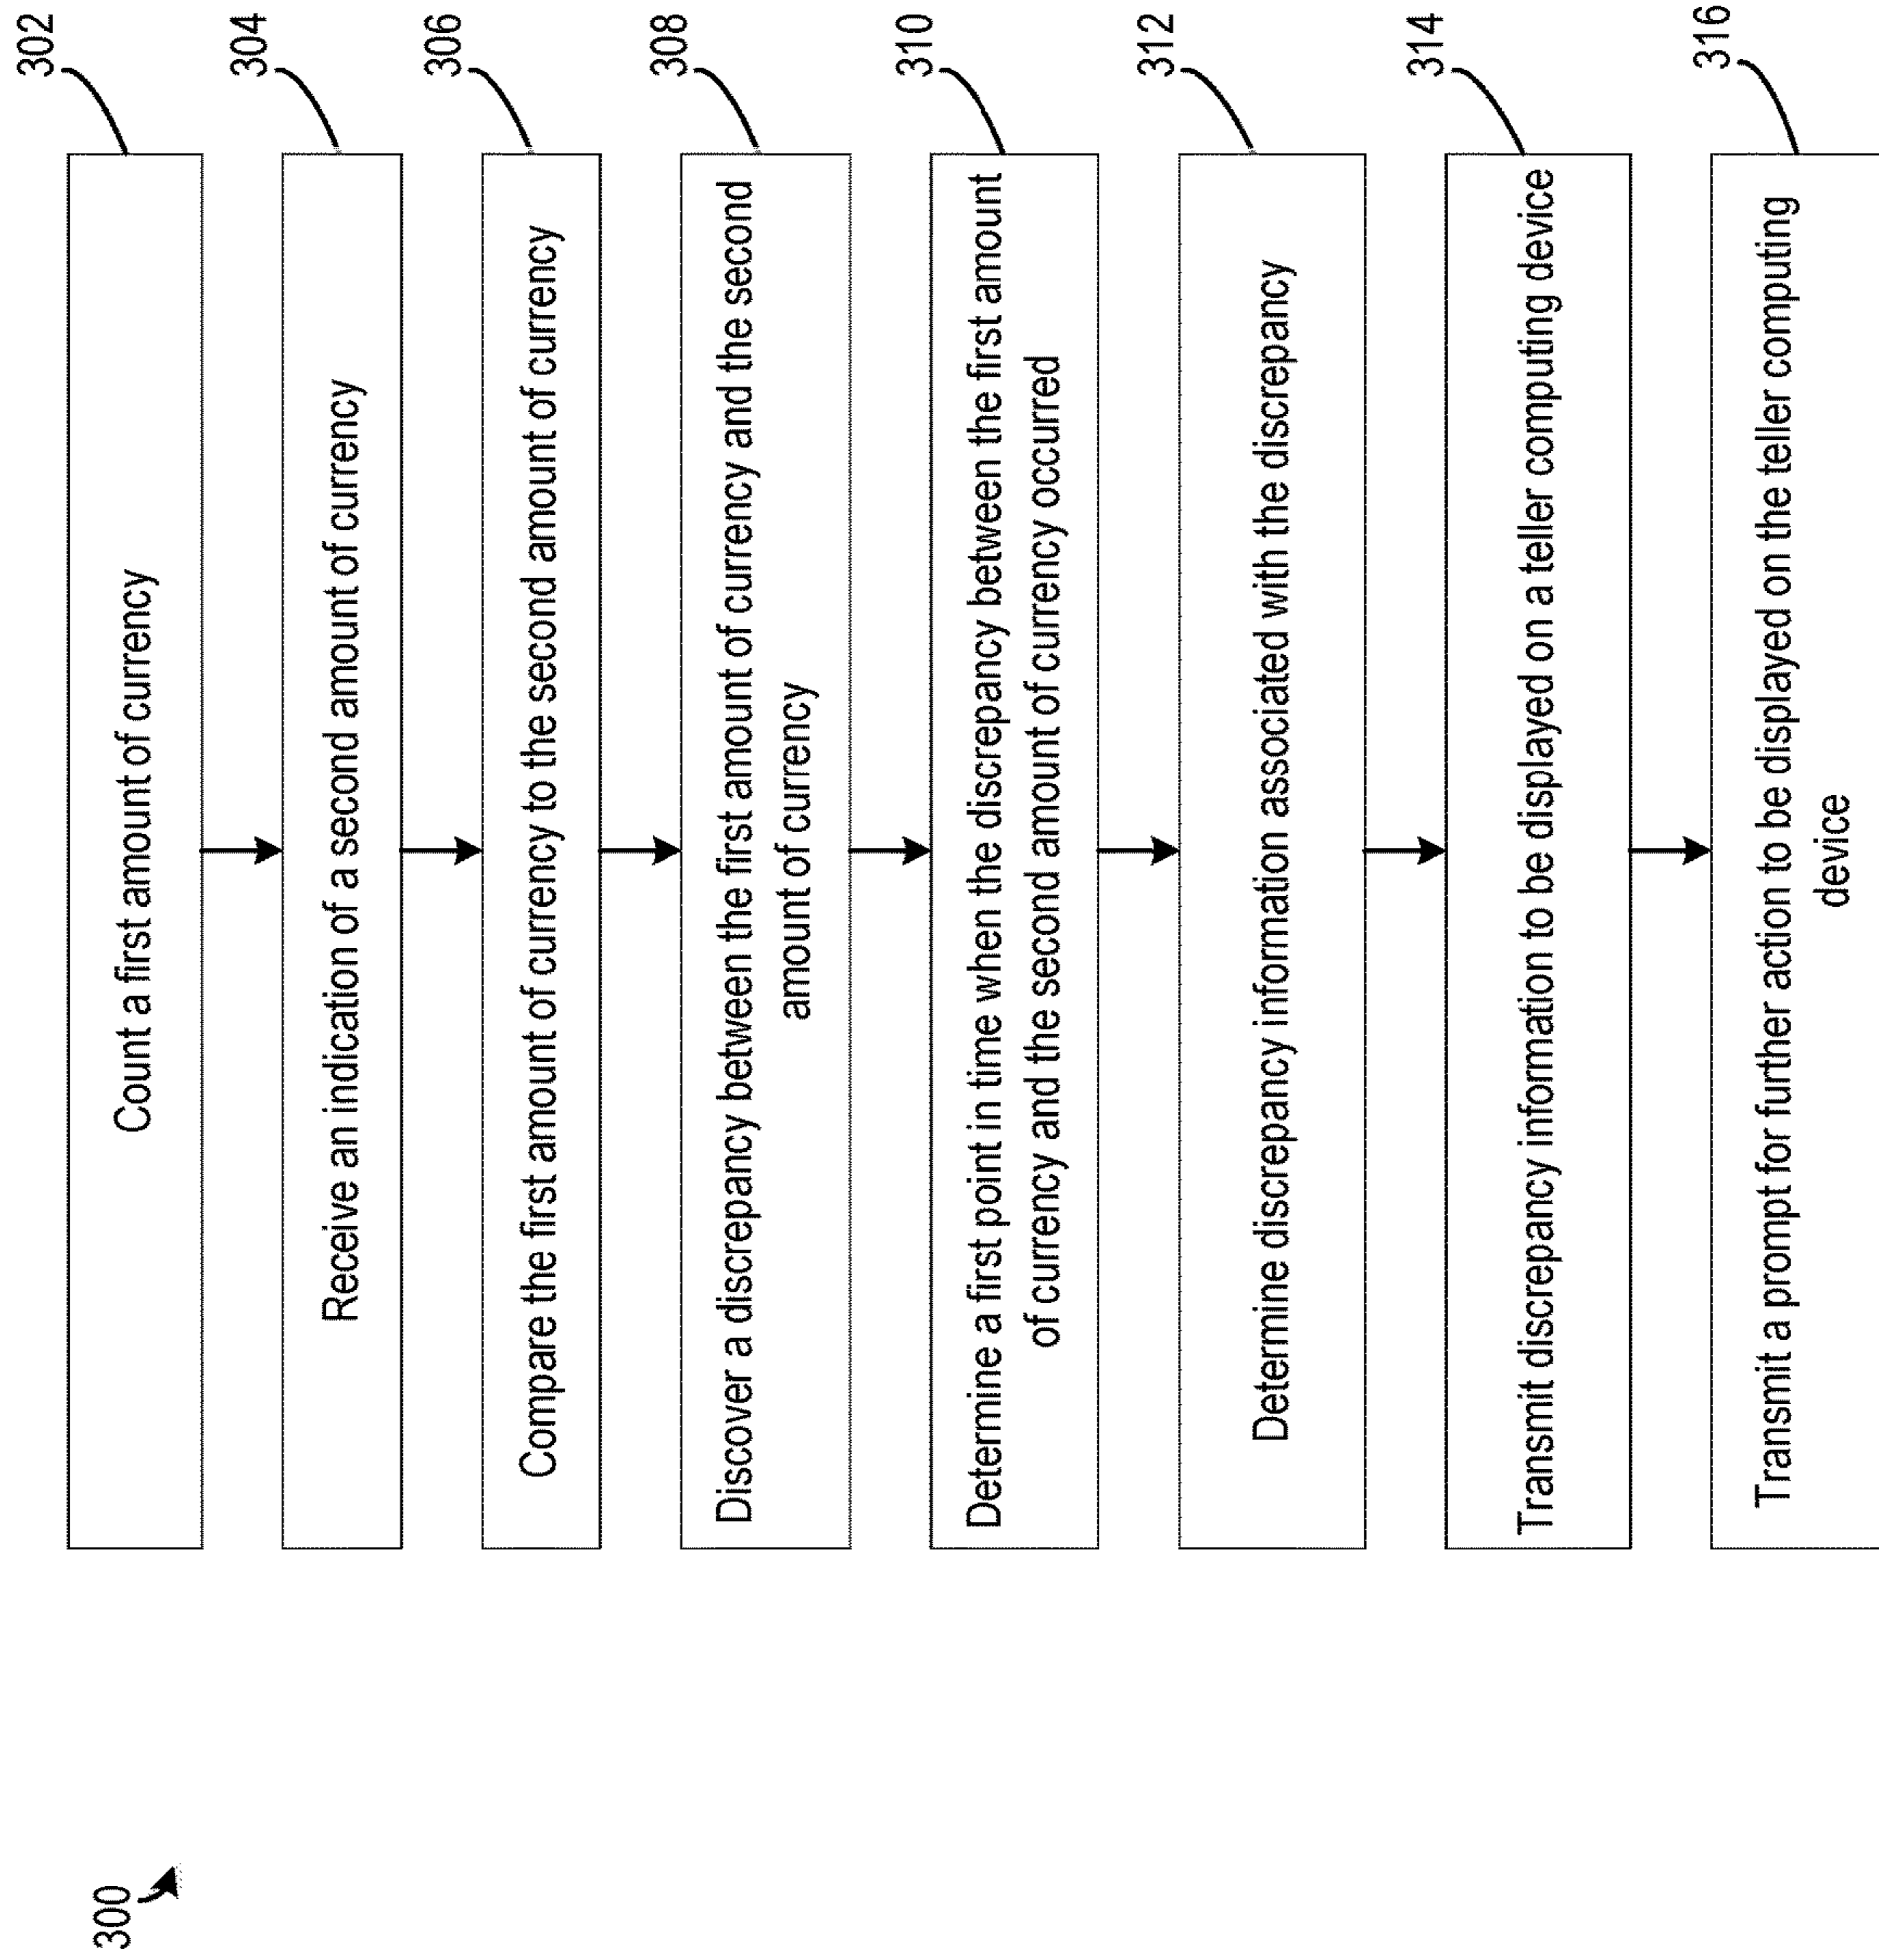 300
302
Count a first amount of currency
304
Receive an indication of a second amount of currency
306
Compare the first amount of currency to the second amount of currency
308
Discover a discrepancy between the first amount of currency and the second
amount of currency
310
Determine a first point in time when the discrepancy between the first amount
of currency and the second amount of currency occurred
312
Determine discrepancy information associated with the discrepancy
314
Transmit discrepancy information to be displayed on a teller computing device
316
Transmit a prompt for further action to be displayed on the teller computing
device